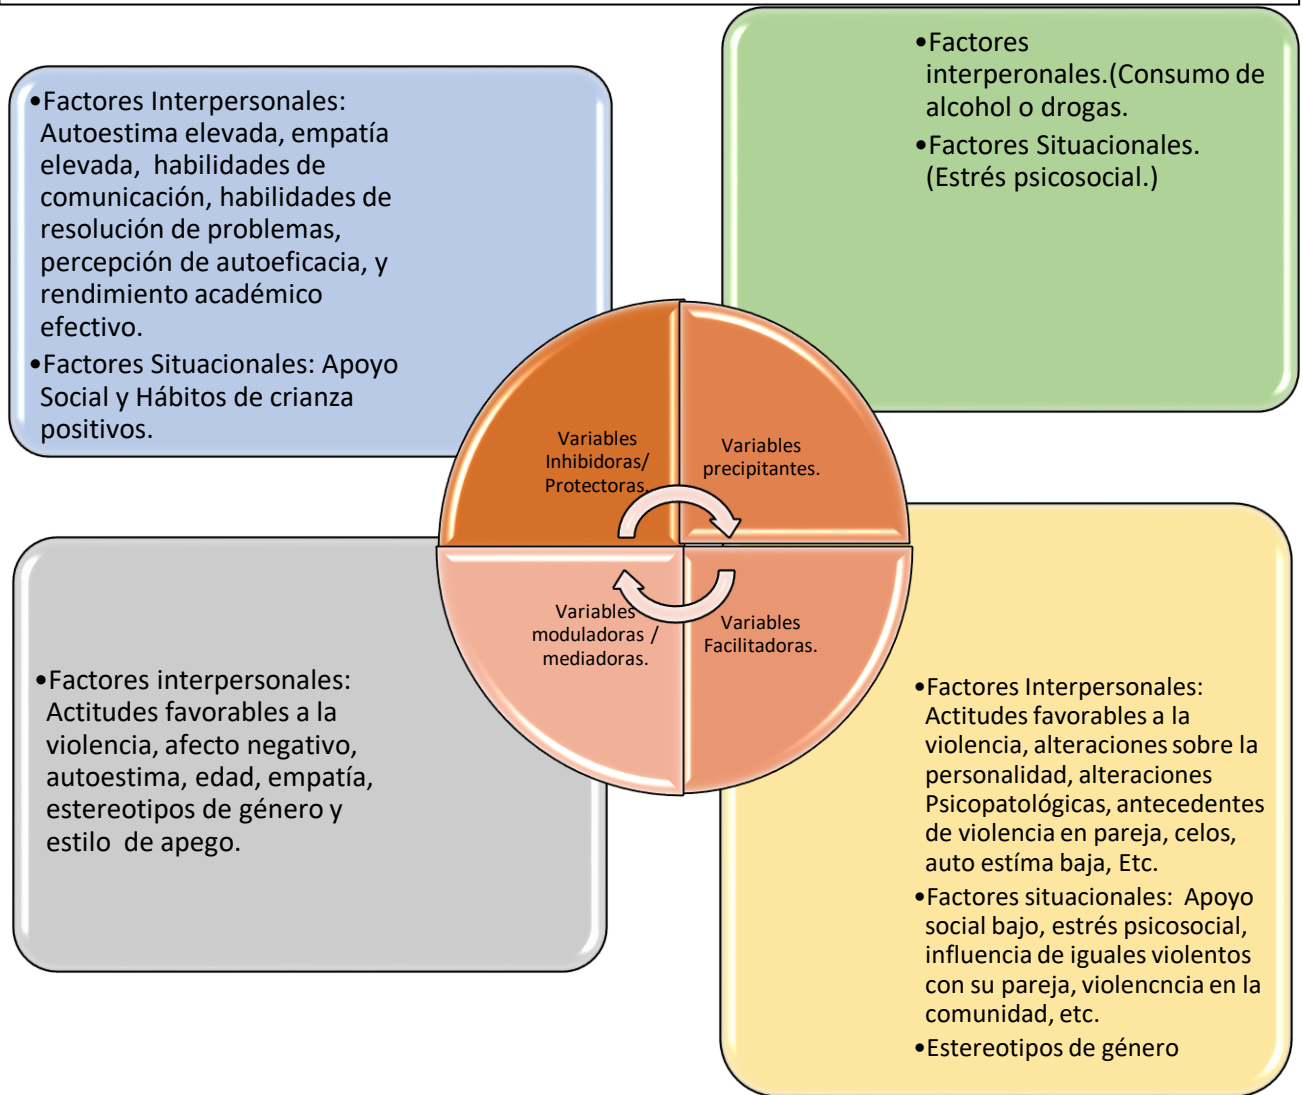 •Factores Interpersonales:
Autoestima elevada, empatía
elevada, habilidades de
comunicación, habilidades de
resolución de problemas,
percepción de autoeficacia, y
rendimiento académico
efectivo.
•Factores Situacionales: Apoyo
Social y Hábitos de crianza
positivos.
•Factores
interperonales.(Consumo de
alcohol o drogas.
•Factores Situacionales.
(Estrés psicosocial.)
Variables
Inhibidoras/
Protectoras.
Variables
precipitantes.
Variables
moduladoras /
mediadoras.
Variables
Facilitadoras.
•Factores interpersonales:
Actitudes favorables a la
violencia, afecto negativo,
autoestima, edad, empatía,
estereotipos de género y
estilo de apego.
•Factores Interpersonales:
Actitudes favorables a la
violencia, alteraciones sobre la
personalidad, alteraciones
Psicopatológicas, antecedentes
de violencia en pareja, celos,
auto estíma baja, Etc.
•Factores situacionales: Apoyo
social bajo, estrés psicosocial,
influencia de iguales violentos
con su pareja, violencncia en la
comunidad, etc.
•Estereotipos de género